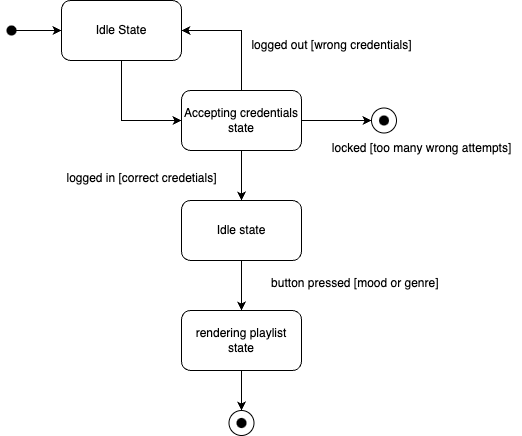 Idle State
logged out [wrong credentials]
Accepting credentials
state
locked [too many wrong attempts]
logged in [correct credetials]
Idle state
button pressed [mood or genre]
rendering playlist
state